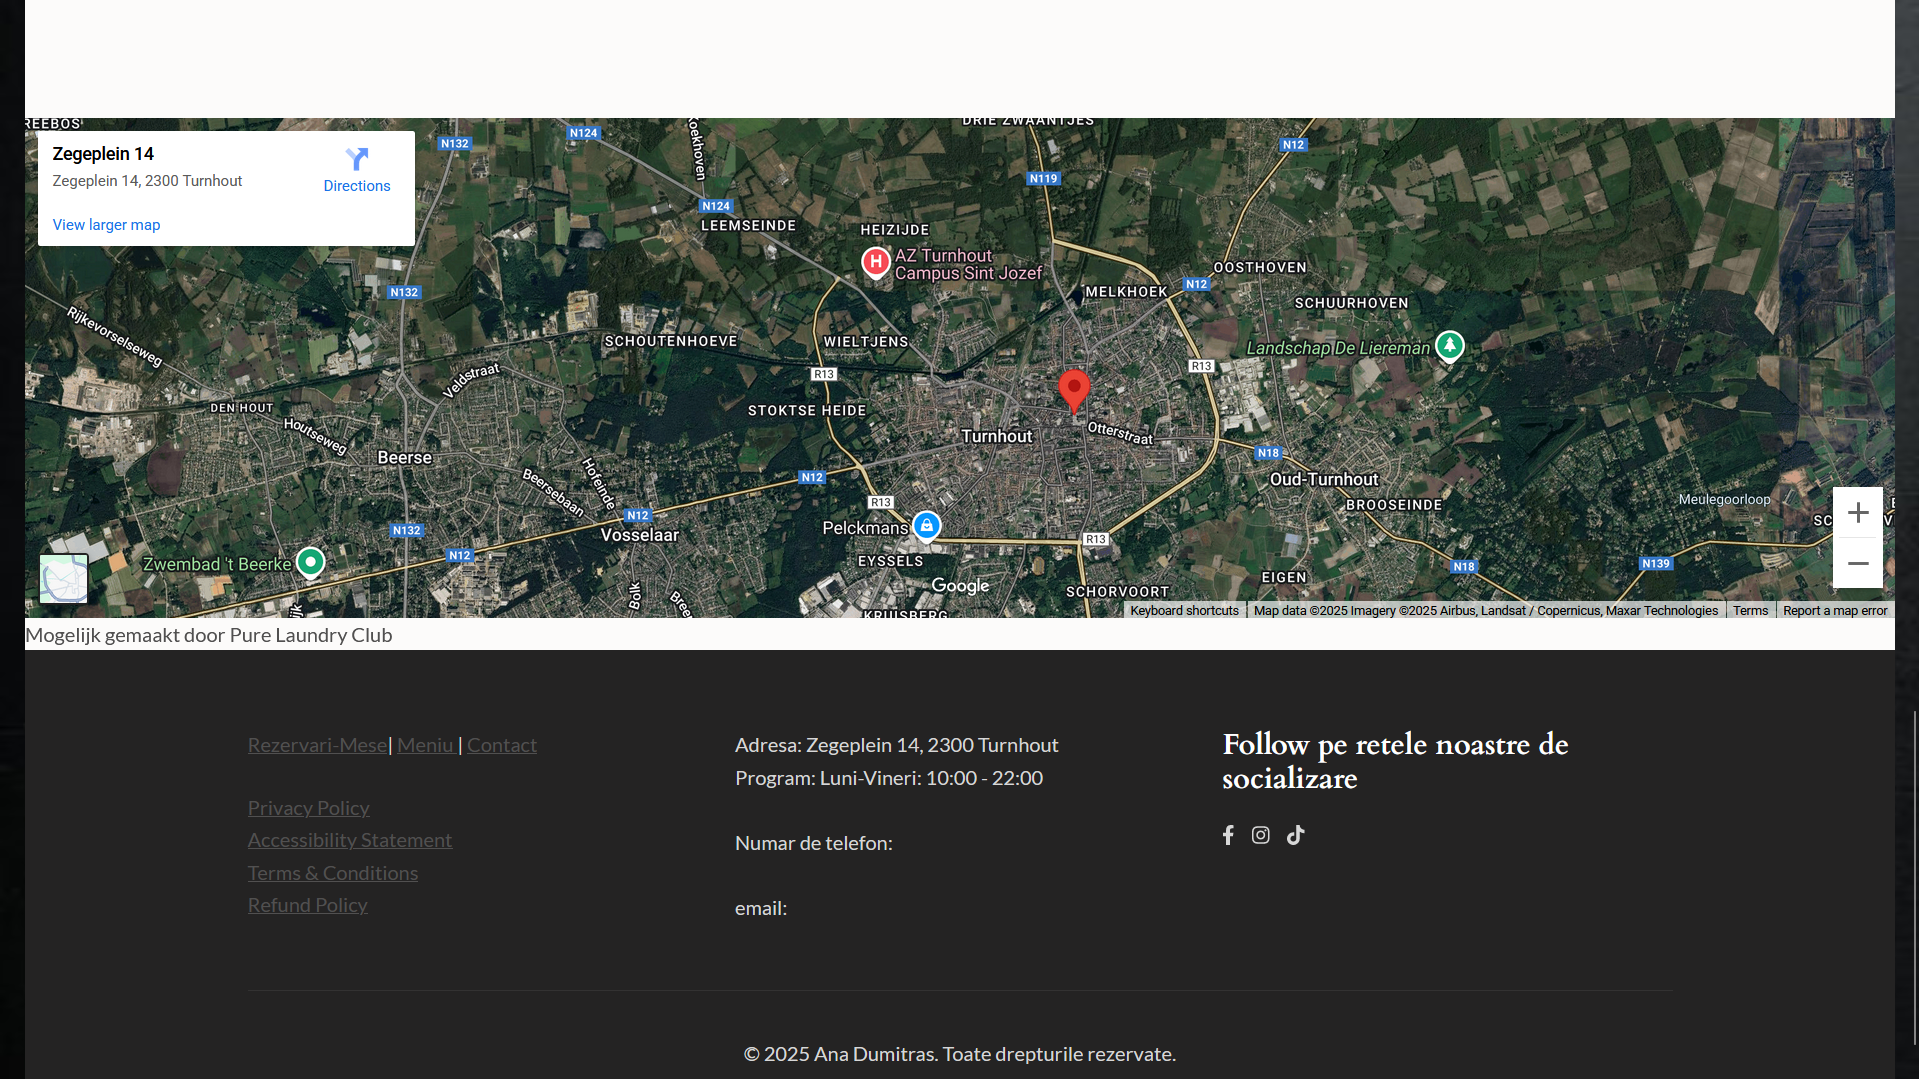 REEBOS
DRIE ZWAANTJES
Zegeplein 14
Zegeplein 14, 2300 Turnhout
Directions
View larger map
N132
N124
Koekhoven
N12
N119
N124
LEEMSEINDE
HEIZIJDE
AZ Turnhout
Campus Sint Jozef
OOSTHOVEN
N12
MELKHOEK
N132
SCHUURHOVEN
Rijkevorselseweg
SCHOUTENHOEVE
WIELTJENS
Landschap De Liereman
R13
R13
Veldstraat
DEN HOUT
STOKTSE HEIDE
Houtseweg
Otterstraat
Turnhout
Beerse
N18
Hofeinde
Beersebaan
N12
Oud-Turnhout
Meulegoorloop
R13
BROOSEINDE
N12
N132
Pelckmans
Vosselaar
R13
N12
Zwembad 't Beerke
EYSSELS
N18
N139
EIGEN
Google
SCHORVOORT
Bolk
KRUISBERG
Keyboard shortcuts
Map data ©2025 Imagery ©2025 Airbus, Landsat / Copernicus, Maxar Technologies
Terms
Report a map error
Mogelijk gemaakt door Pure Laundry Club
Rezervari-Mese| Meniu | Contact
Privacy Policy
Accessibility Statement
Terms & Conditions
Refund Policy
Adresa: Zegeplein 14, 2300 Turnhout
Program: Luni-Vineri: 10:00 - 22:00
Numar de telefon:
email:
Follow pe retele noastre de
socializare
© 2025 Ana Dumitras. Toate drepturile rezervate.